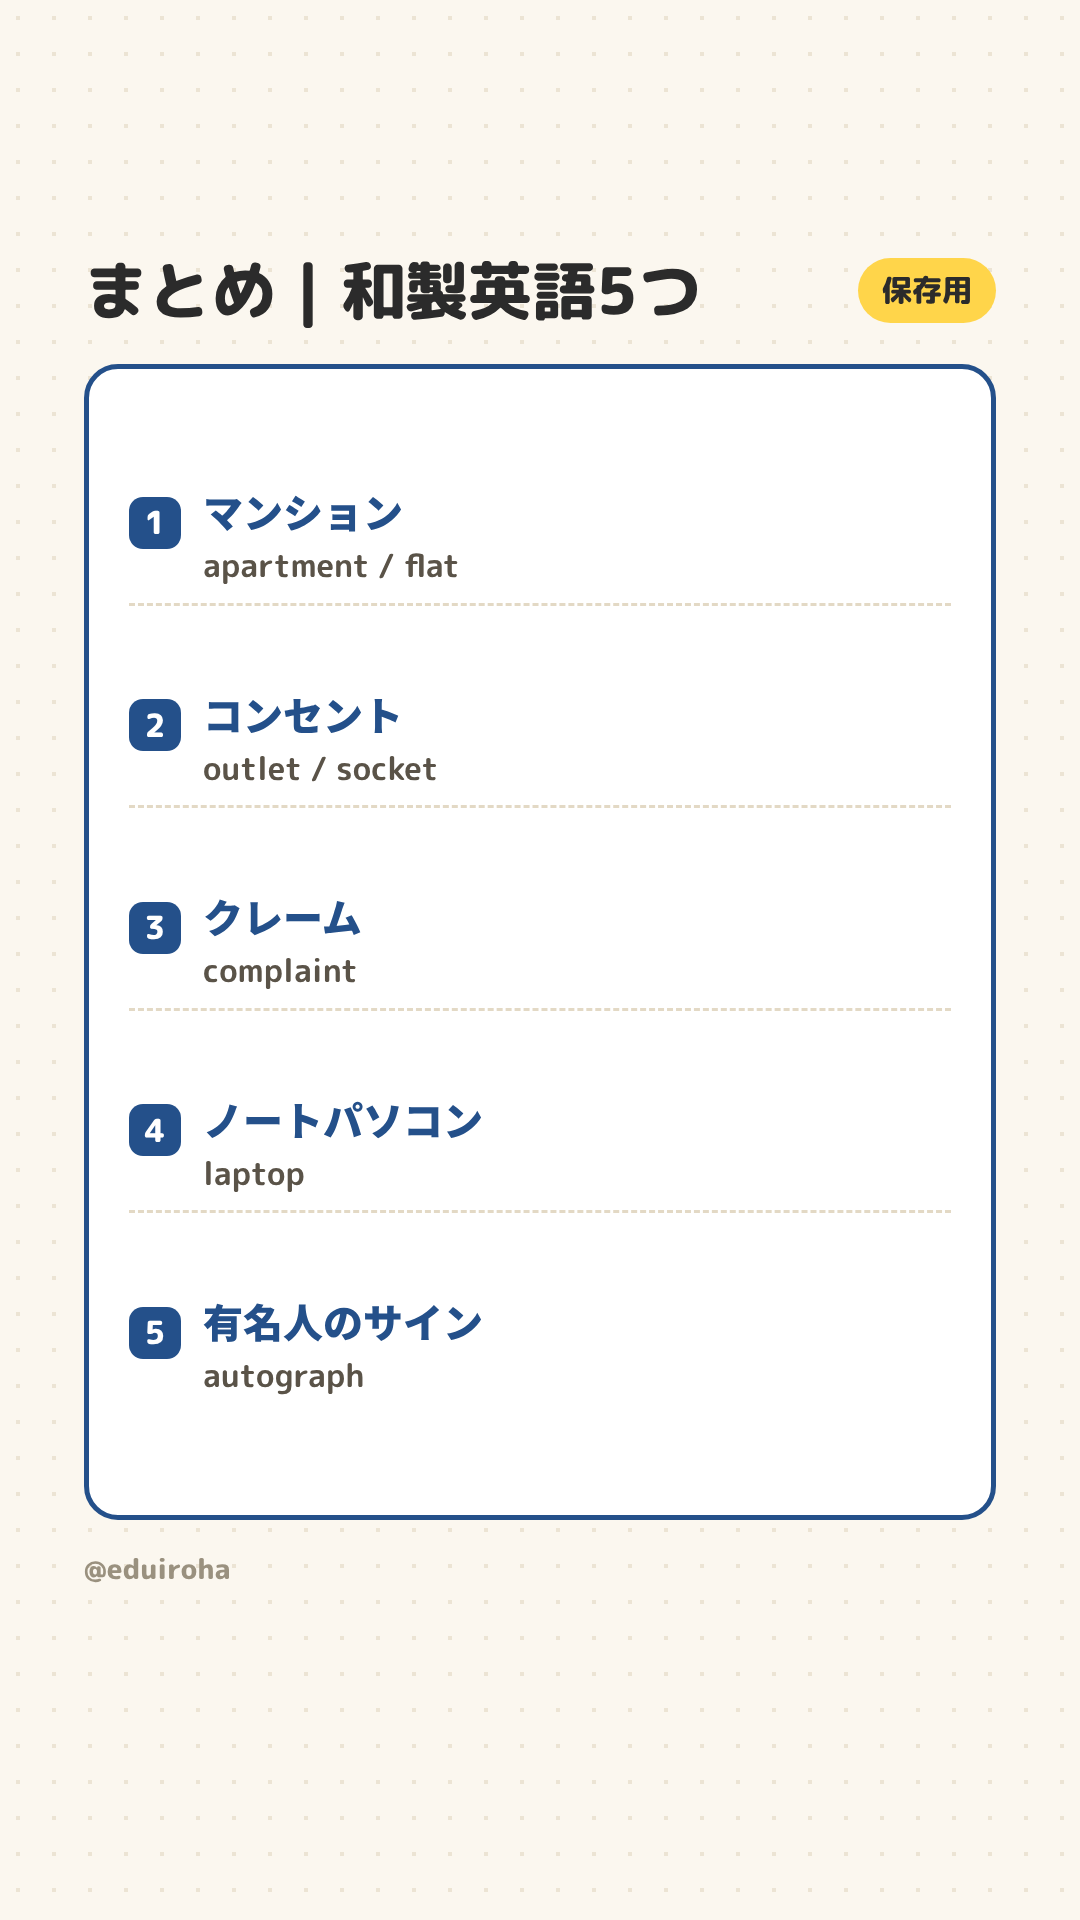 まとめ | 和製英語5つ
保存用
1 マンション
apartment / flat
2 コンセント
outlet / socket
3 クレーム
complaint
4 ノートパソコン
laptop
5 有名人のサイン
autograph
@eduiroha